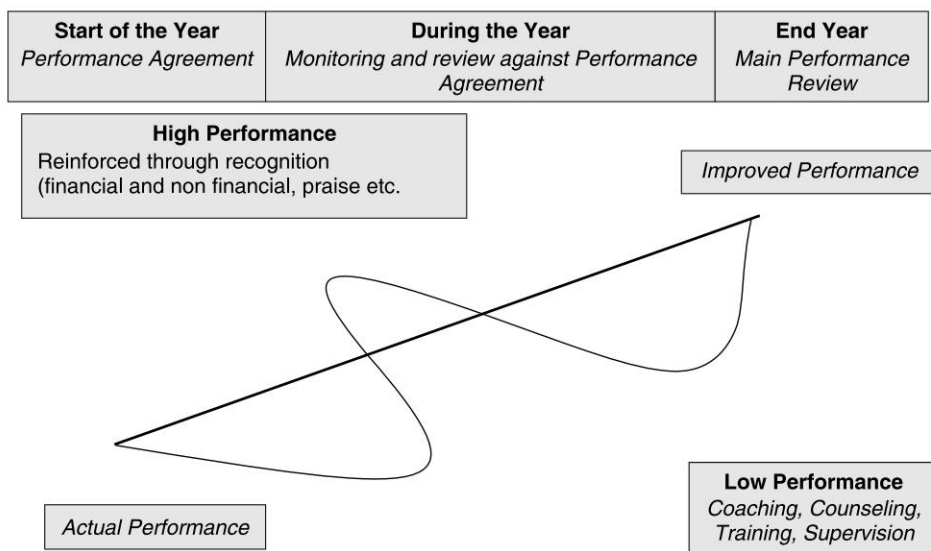 Start of the Year
Performance Agreement
During the Year
Monitoring and review against Performance
Agreement
End Year
Main Performance
Review
High Performance
Reinforced through recognition
(financial and non financial, praise etc.
Improved Performance
Actual Performance
Low Performance
Coaching, Counseling,
Training, Supervision